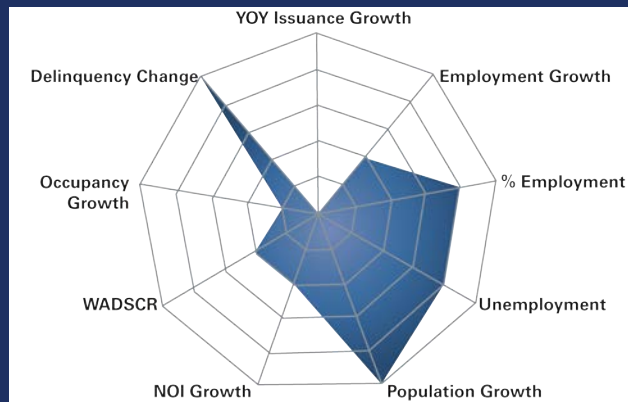 YOY Issuance Growth
Delinquency Change
Employment Growth
Occupancy
Growth
% Employment
WADSCR
Unemployment
NOI Growth
Population Growth